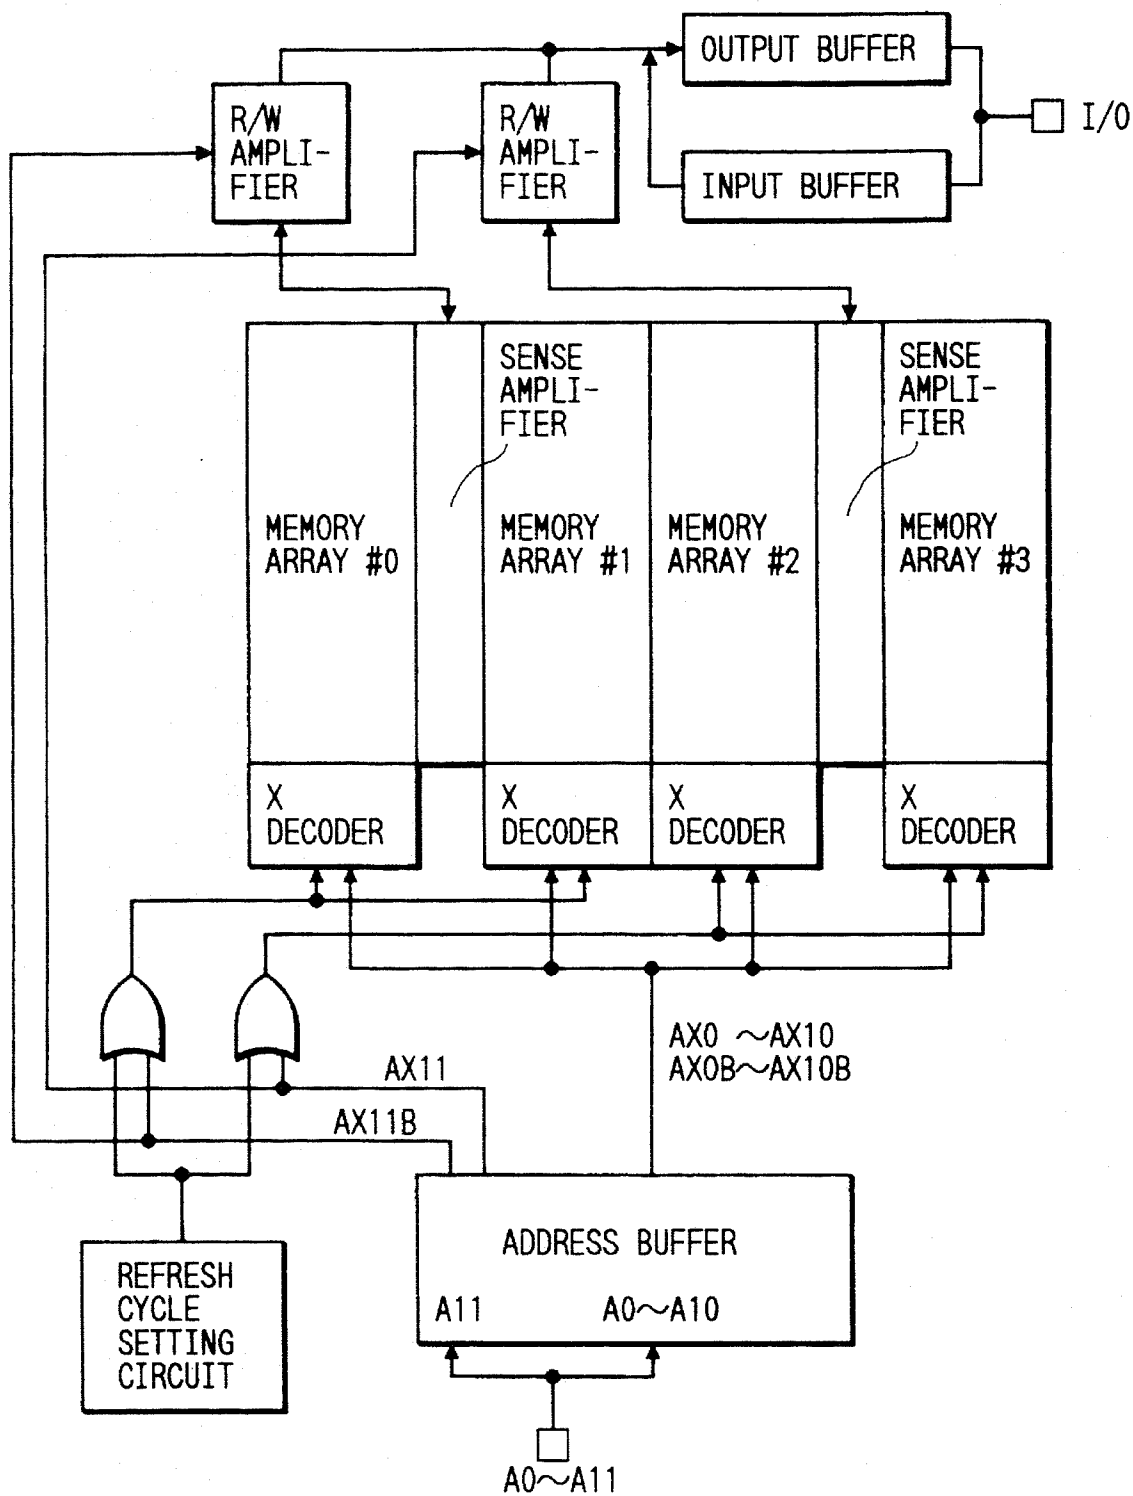 OUTPUT BUFFER
R/W
AMPLI-
FIER
R/W
AMPLI-
FIER
I/O
INPUT BUFFER
SENSE
AMPLI-
FIER
SENSE
AMPLI-
FIER
MEMORY
ARRAY #0
MEMORY
ARRAY #1
MEMORY
ARRAY #2
MEMORY
ARRAY #3
X
DECODER
X
DECODER
X
DECODER
X
DECODER
AX0 ~AX10
AX0B~AX10B
AX11
AX11B
ADDRESS BUFFER
A11
A0~A10
REFRESH
CYCLE
SETTING
CIRCUIT
A0~A11